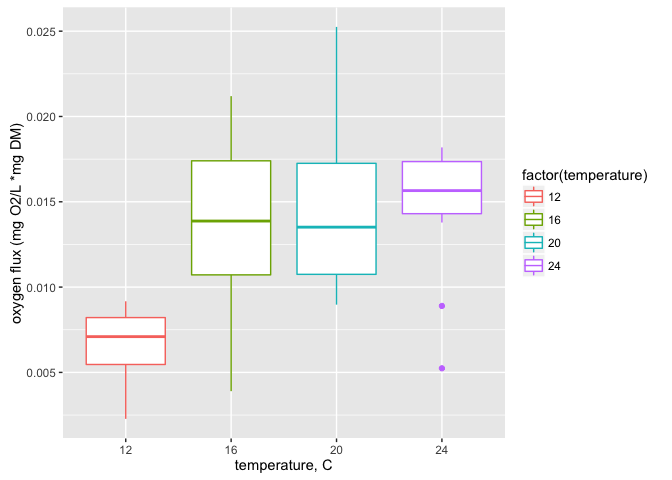 oxygen flux (mg O2/L *mg DM)
0.025
0.020
0.015
0.010
0.005
12 16 20 24
temperature, C
factor(temperature)
12
16
20
24